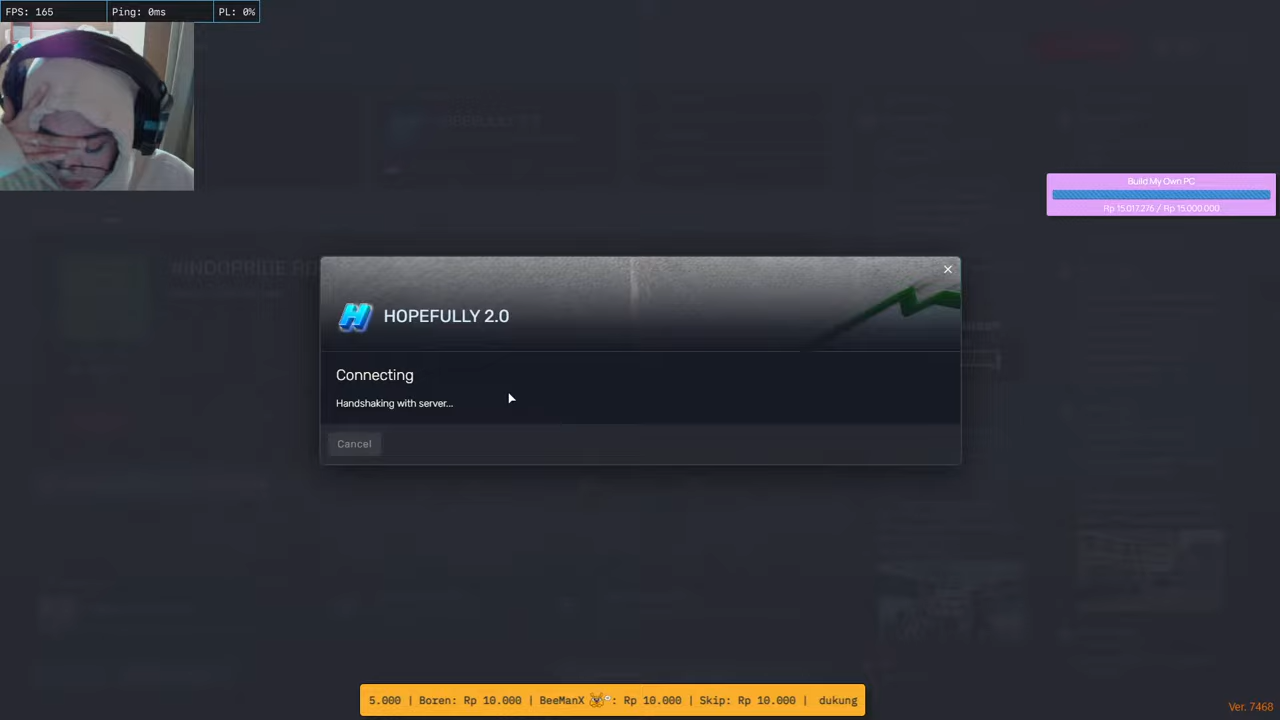 FPS: 165 Ping: 0ms PL: 0%
Build My Own PC
Rp 15.017.276 / Rp 15.000.000
HOPEFULLY 2.0
Connecting
Handshaking with server...
Cancel
5.000 | Boren: Rp 10.000 | BeeManX : Rp 10.000 | Skip: Rp 10.000 | dukung
Ver. 7468